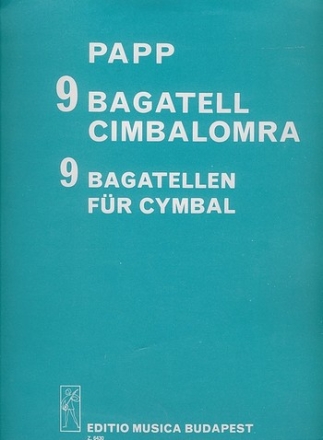 PAPP
9 BAGATELL
CIMBALOMRA
9 BAGATELLEN
FÜR CYMBAL
EDITIO MUSICA BUDAPEST